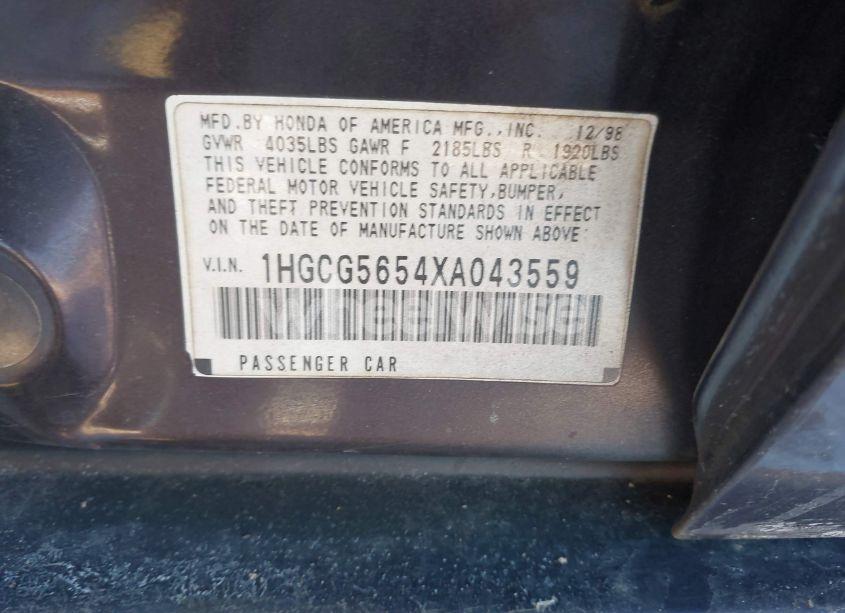 MFD.BY HONDA OF AMERICA MFG.,INC. 12/98
GVWR 4035LBS GAWR F 2185LBS R 1920LBS
THIS VEHICLE CONFORMS TO ALL APPLICABLE
FEDERAL MOTOR VEHICLE SAFETY,BUMPER,
AND THEFT PREVENTION STANDARDS IN EFFECT
ON THE DATE OF MANUFACTURE SHOWN ABOVE
V.I.N. 1HGCG5654XA043559
WheelWise
PASSENGER CAR